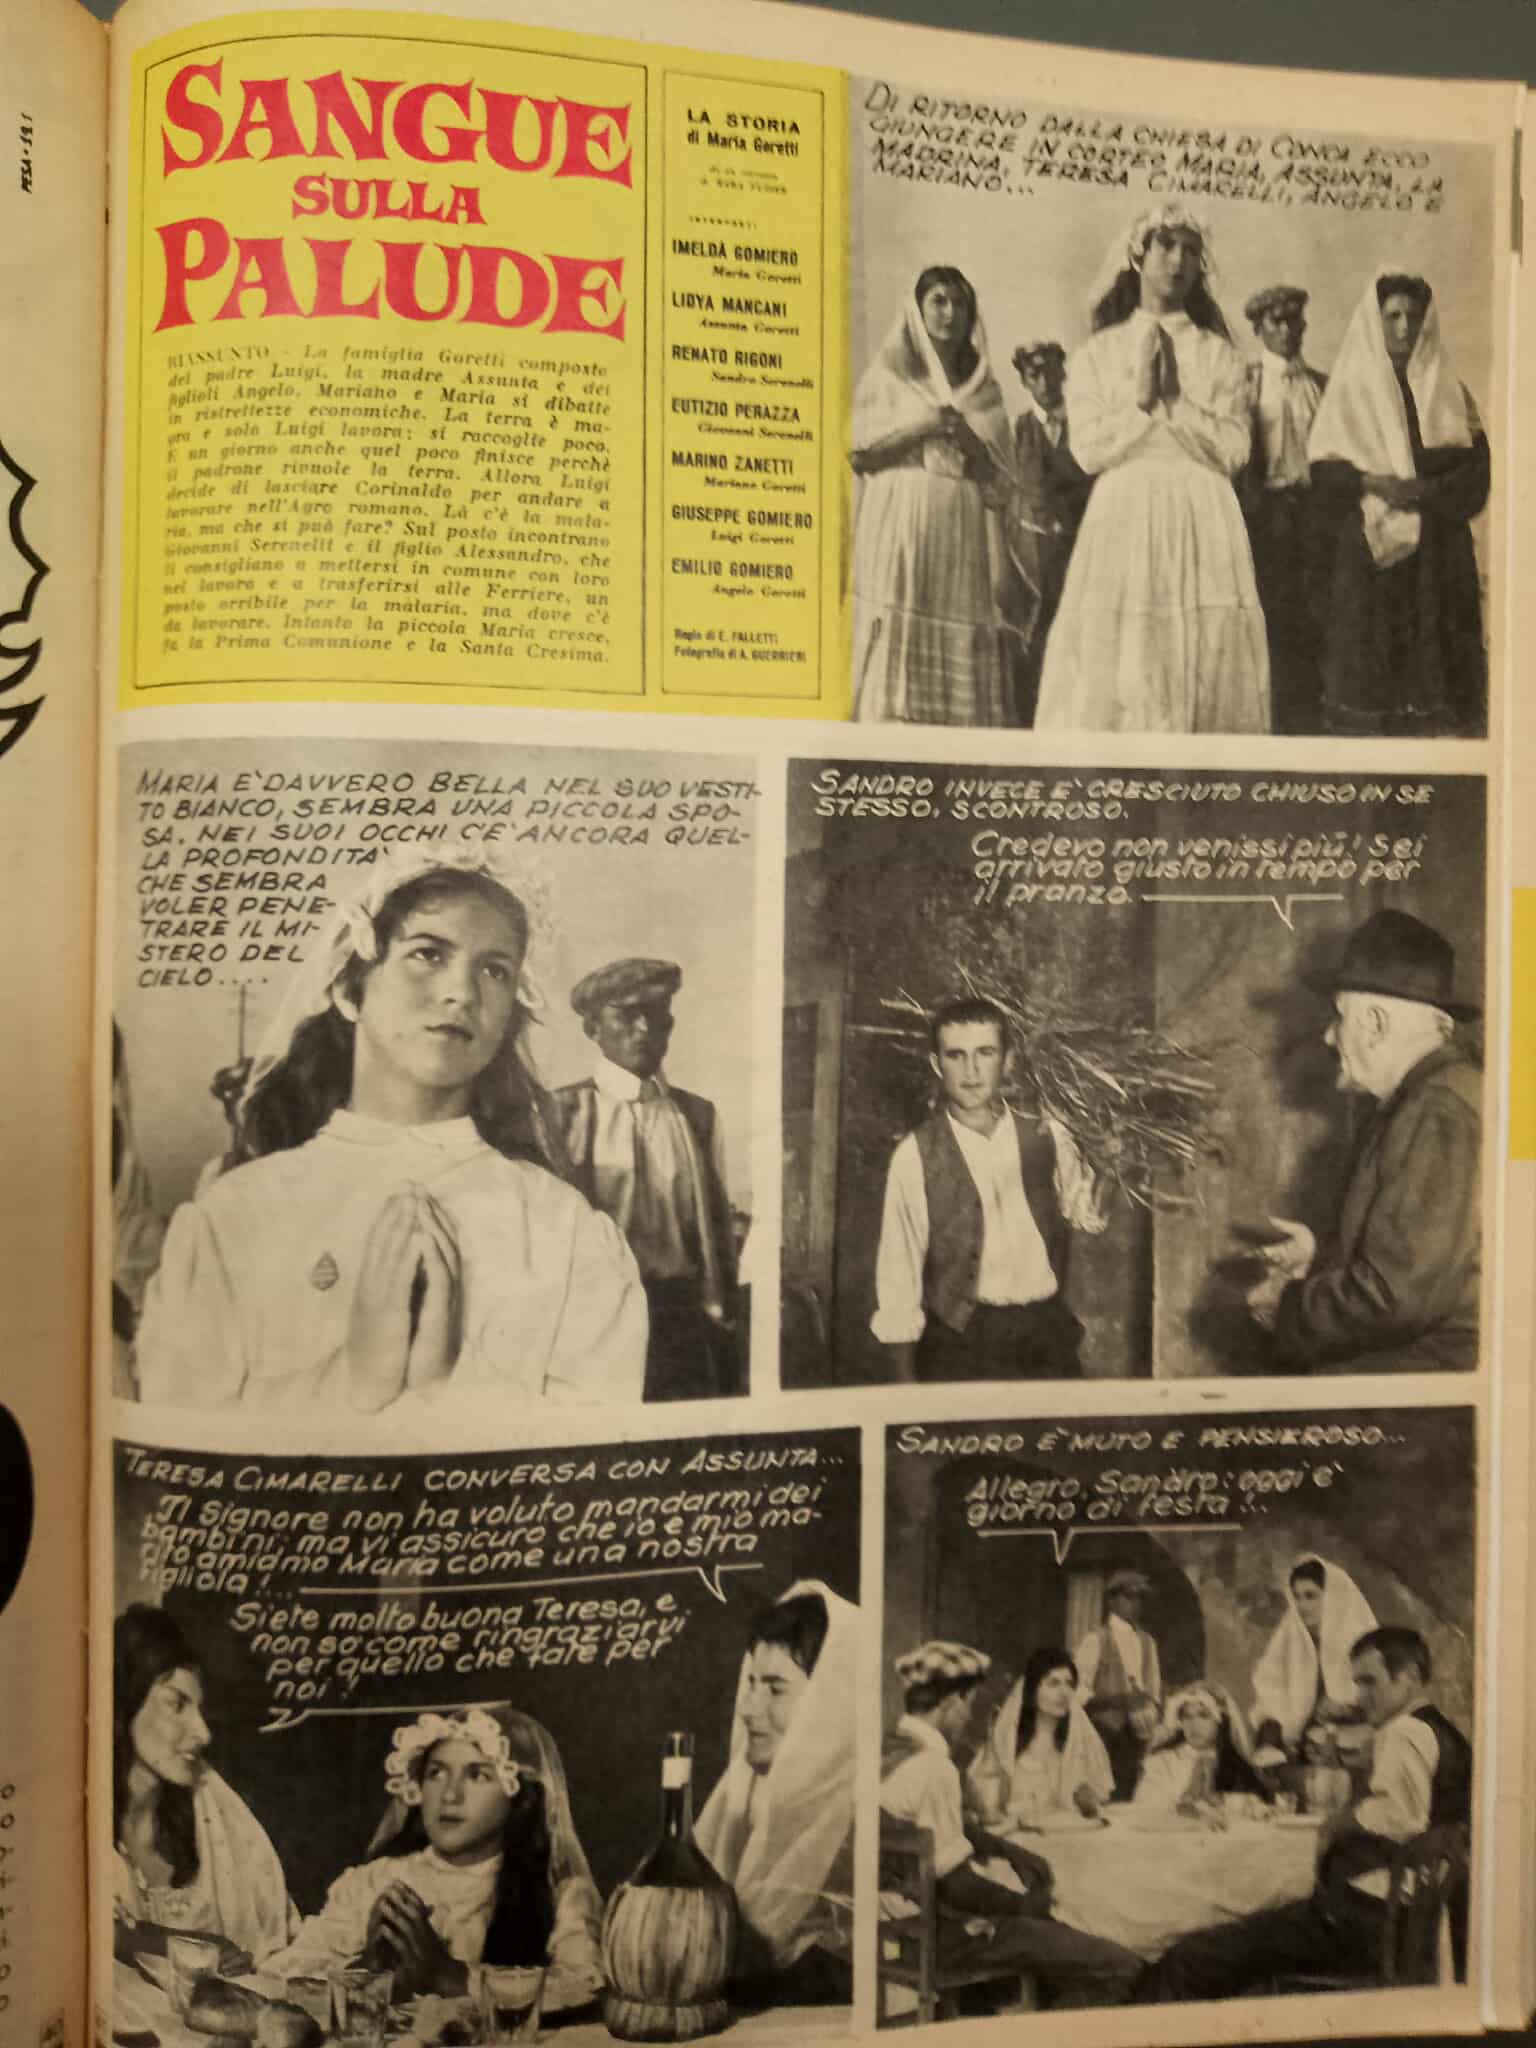 SANGUE
SULLA
PALUDE
RIASSUNTO - La famiglia Goretti composta
del padre Luigi, la madre Assunta e dei
figlioli Angelo, Mariano e Maria si dibatte
in ristrettezze economiche. La terra è ma-
gra e solo Luigi lavora; si raccoglie poco.
E un giorno anche quel poco finisce perchè
il padrone rivuole la terra. Allora Luigi
decide di lasciare Corinaldo per andare a
lavorare nell'Agro romano. Là c'è la mala-
ria, ma che si può fare? Sul posto incontrano
Giovanni Serenelli e il figlio Alessandro, che
li consigliano a mettersi in comune con loro
nel lavoro e a trasferirsi alle Ferriere, un
posto orribile per la malaria, ma dove c'è
da lavorare. Intanto la piccola Maria cresce,
fa la Prima Comunione e la Santa Cresima.
LA STORIA
di Maria Goretti
INTERPRETI
IMELDA GOMIERO
Maria Goretti
LIDYA MANCANI
Assunta Goretti
RENATO RIGONI
Sandro Serenelli
EUTIZIO PERAZZA
Giovanni Serenelli
MARINO ZANETTI
Mariano Goretti
GIUSEPPE GOMIERO
Luigi Goretti
EMILIO GOMIERO
Angelo Goretti
Regia di E. FALLETTI
Fotografia di A. GUERRIERI
DI RITORNO DALLA CHIESA DI CONCA ECCO
GIUNGERE IN CORTEO MARIA, ASSUNTA, LA
MADRINA, TERESA CIMARELLI, ANGELO E
MARIANO...
MARIA E' DAVVERO BELLA NEL SUO VESTI-
TO BIANCO, SEMBRA UNA PICCOLA SPO-
SA. NEI SUOI OCCHI C'E' ANCORA QUEL-
LA PROFONDITA'
CHE SEMBRA
VOLER PENE-
TRARE IL MI-
STERO DEL
CIELO....
SANDRO INVECE E' CRESCIUTO CHIUSO IN SE
STESSO, SCONTROSO.
Credevo non venissi più! Sei
arrivato giusto in tempo per
il pranzo.
TERESA CIMARELLI CONVERSA CON ASSUNTA...
Il Signore non ha voluto mandarmi dei
bambini, ma vi assicuro che io e mio ma-
rito amiamo Maria come una nostra
figliola!...
Siete molto buona Teresa, e
non so come ringraziarvi
per quello che fate per
noi!
SANDRO E' MUTO E PENSIEROSO...
Allegro, Sandro: oggi è
giorno di festa!..